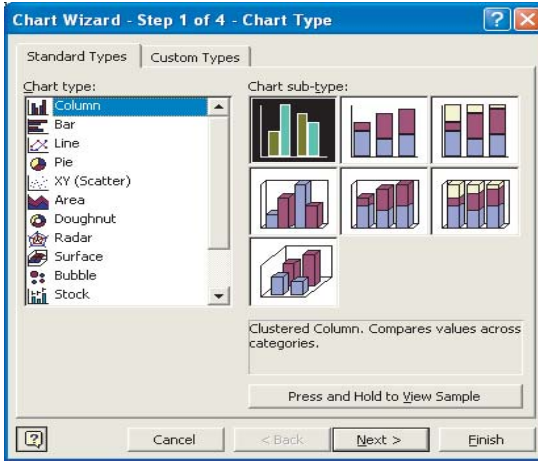 Chart Wizard - Step 1 of 4 - Chart Type
Standard Types
Custom Types
Chart type:
Column
Bar
Line
Pie
XY (Scatter)
Area
Doughnut
Radar
Surface
Bubble
Stock
Chart sub-type:
Clustered Column. Compares values across
categories.
Press and Hold to View Sample
Cancel
< Back
Next >
Finish